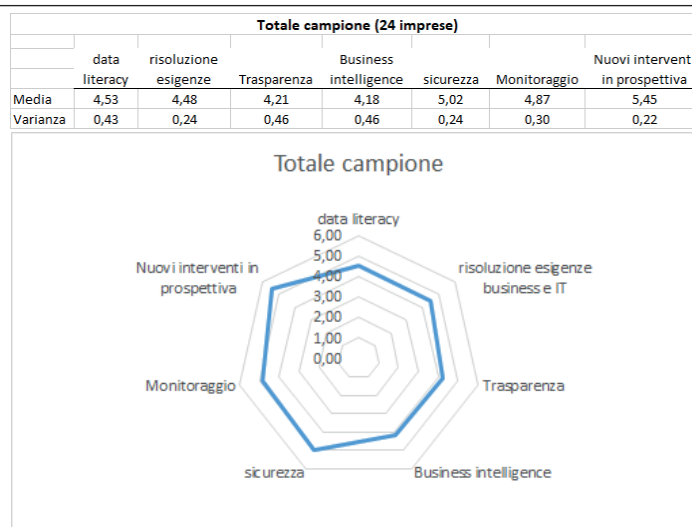 Totale campione (24 imprese)
data literacy risoluzione esigenze Trasparenza Business intelligence sicurezza Monitoraggio Nuovi interventi in prospettiva
Media 4,53 4,48 4,21 4,18 5,02 4,87 5,45
Varianza 0,43 0,24 0,46 0,46 0,24 0,30 0,22
Totale campione
data literacy
6,00
5,00
4,00
3,00
2,00
1,00
0,00
risoluzione esigenze
business e IT
Trasparenza
Business intelligence
sicurezza
Monitoraggio
Nuovi interventi in
prospettiva